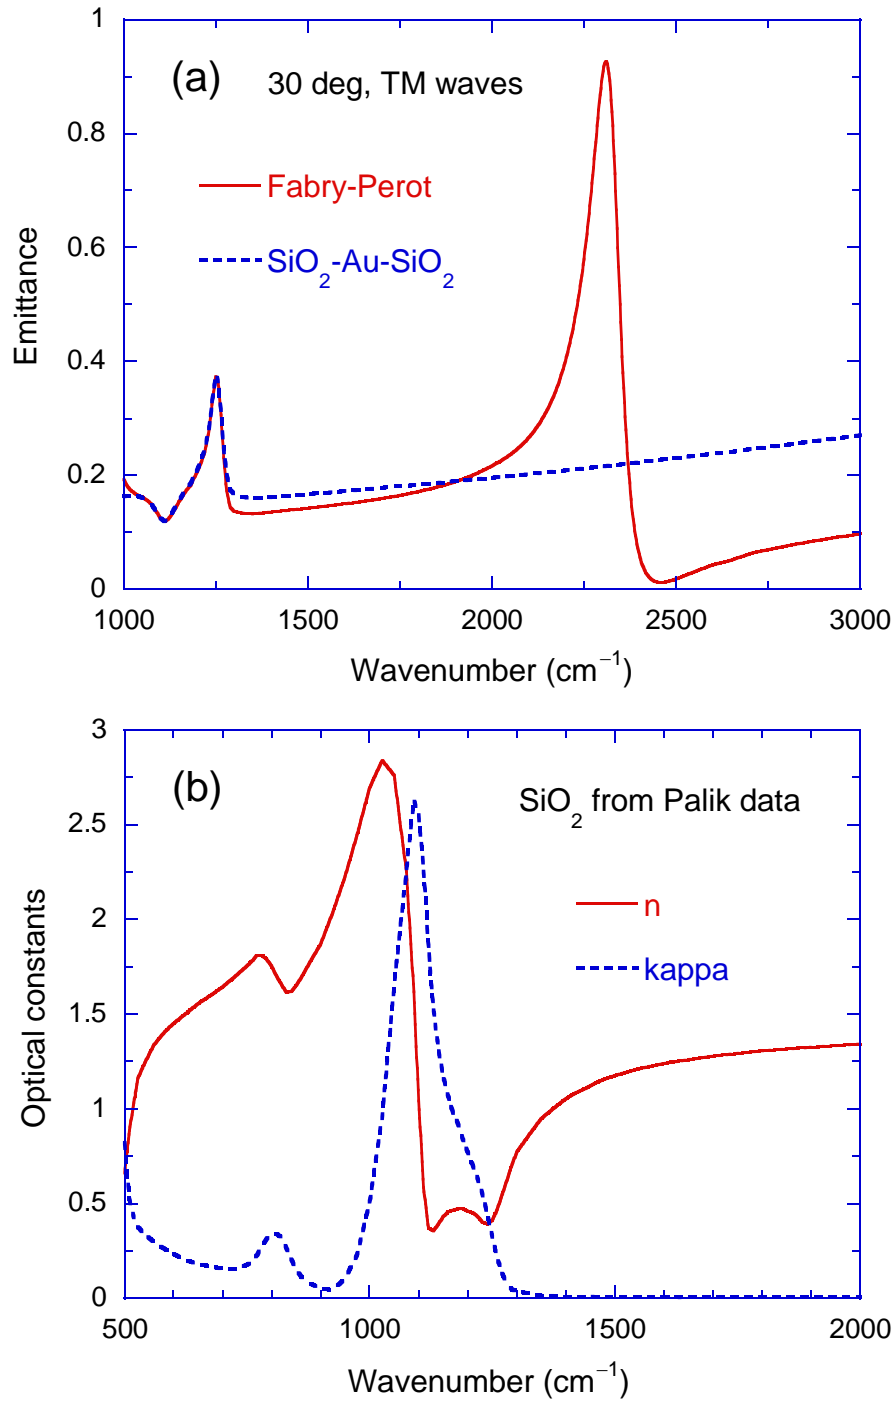 1
(a) 30 deg, TM waves
0.8
Fabry-Perot
0.6
SiO₂-Au-SiO₂
Emittance
0.4
0.2
0
1000 1500 2000 2500 3000
Wavenumber (cm⁻¹)
3
(b)
SiO₂ from Palik data
2.5
n
2
kappa
1.5
Optical constants
1
0.5
0
500 1000 1500 2000
Wavenumber (cm⁻¹)